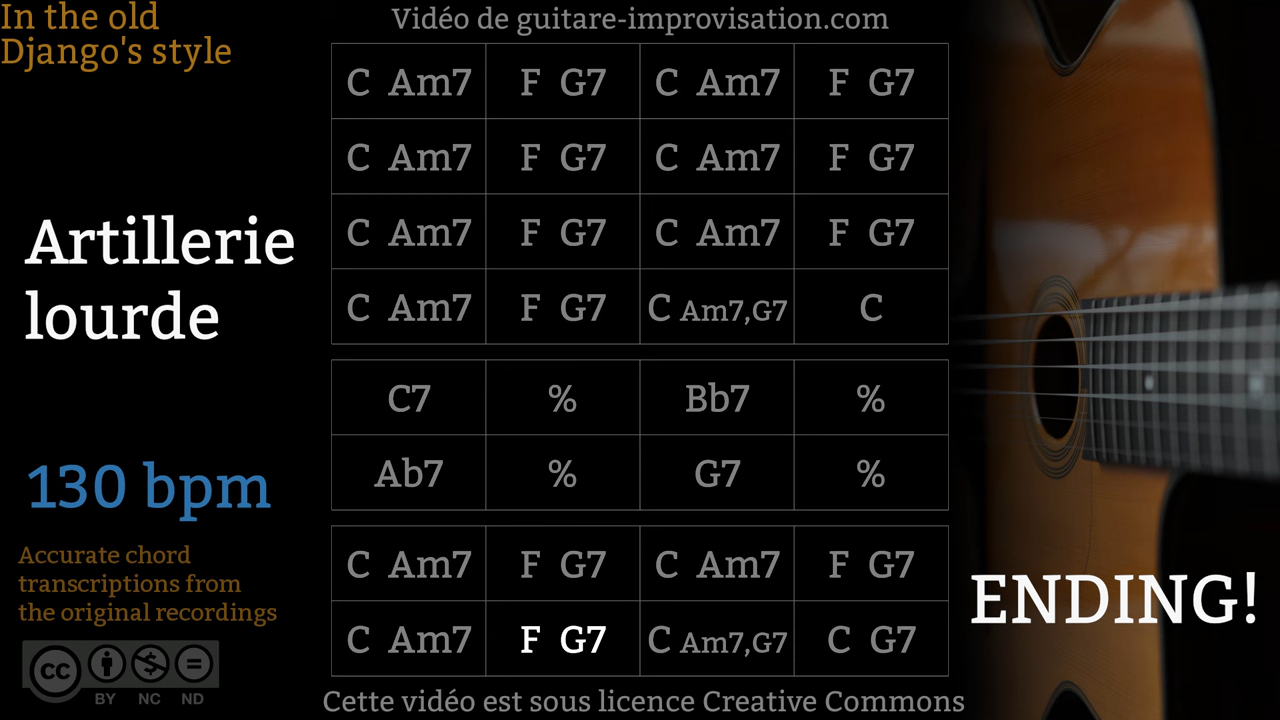 In the old
Django's style
Vidéo de guitare-improvisation.com
Artillerie
lourde
130 bpm
Accurate chord
transcriptions from
the original recordings
cc BY NC ND
C Am7 F G7 C Am7 F G7
C Am7 F G7 C Am7 F G7
C Am7 F G7 C Am7 F G7
C Am7 F G7 C Am7,G7 C
C7 % Bb7 %
Ab7 % G7 %
C Am7 F G7 C Am7 F G7
C Am7 F G7 C Am7,G7 C G7
ENDING!
Cette vidéo est sous licence Creative Commons